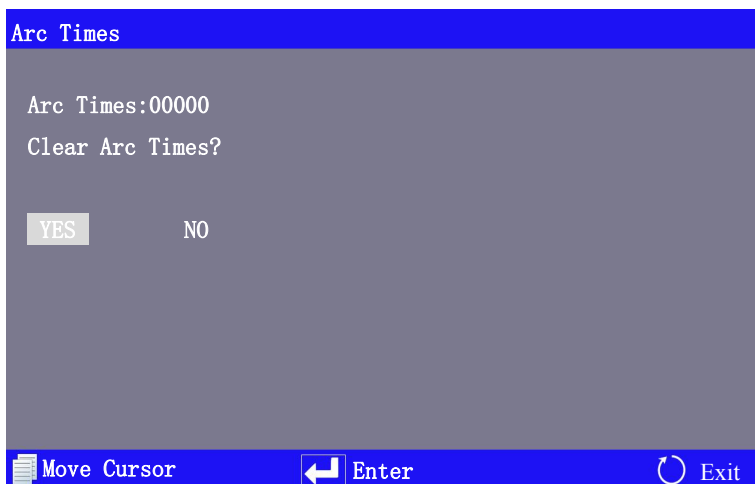 Arc Times
Arc Times:00000
Clear Arc Times?
YES NO
Move Cursor Enter Exit